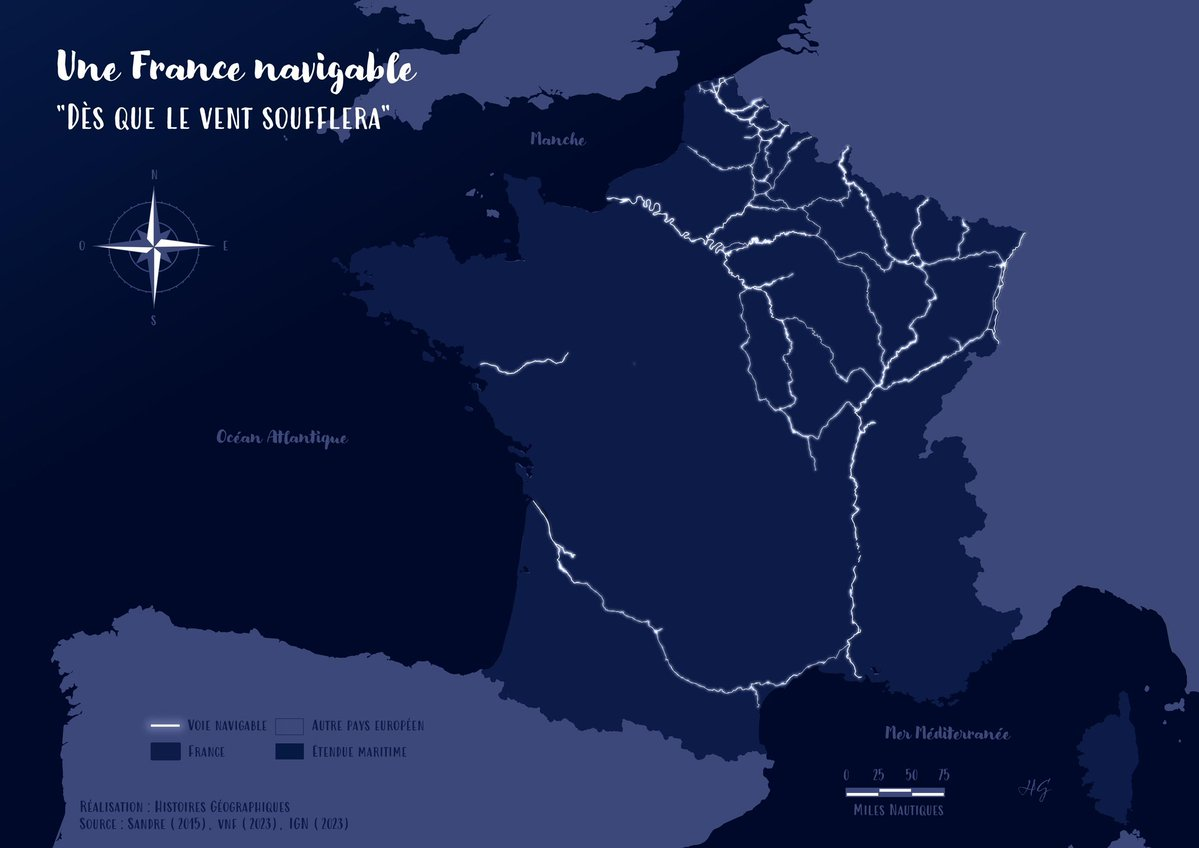 Une France navigable
"Dès que le vent soufflera"
Manche
N
O
E
S
Océan Atlantique
Voie navigable
Autre pays européen
France
Etendue maritime
Mer Méditerranée
0 25 50 75
Miles Nautiques
HG
Réalisation : Histoires Géographiques
Source : Sandre (2015), vnf (2023), IGN (2023)